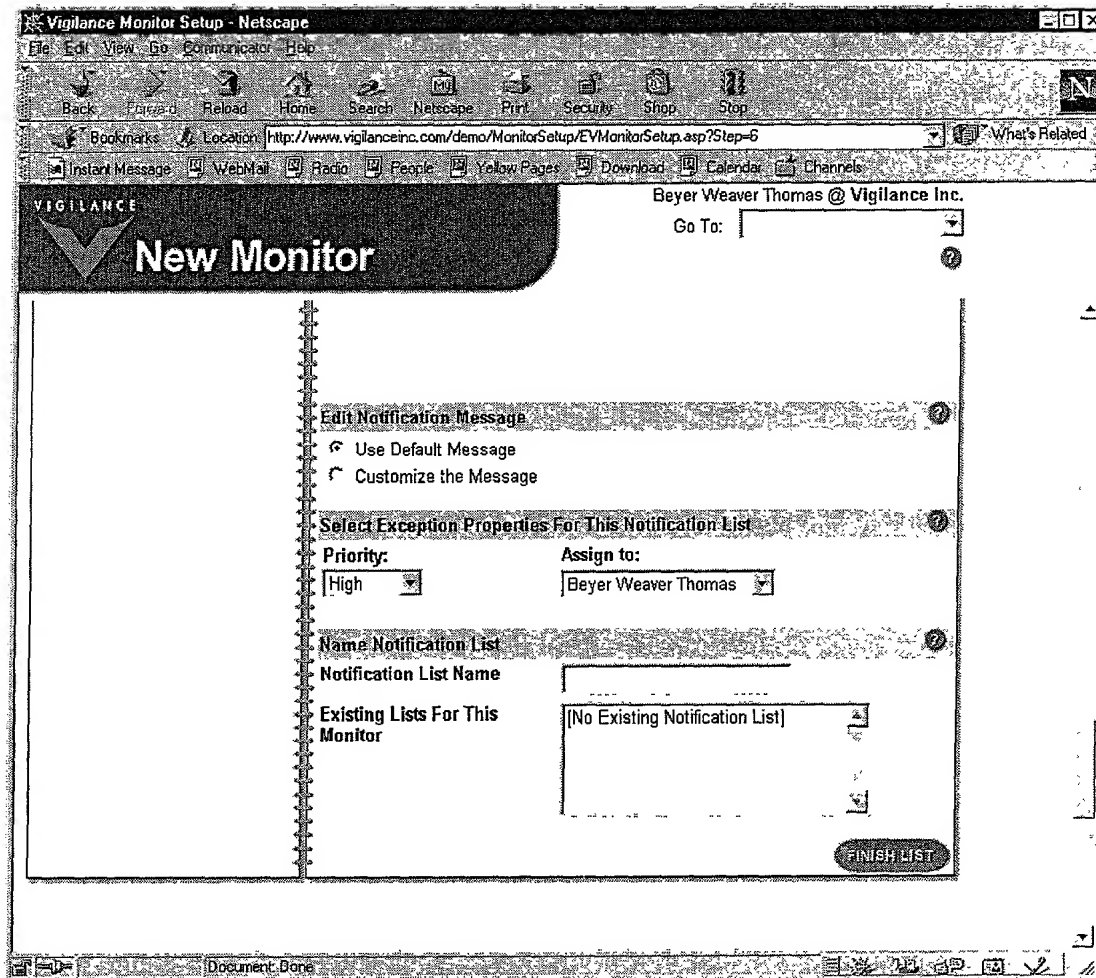 Vigilance Monitor Setup - Netscape
File Edit View Go Communicator Help
Back Forward Reload Home Search Netscape Print Security Shop Stop
N
Bookmarks Location http://www.vigilanceinc.com/demo/MonitorSetup/EVMonitorSetup.asp?Step=6 What's Related
Instant Message WebMail Radio People Yellow Pages Download Calendar Channels
VIGILANCE
New Monitor
Beyer Weaver Thomas @ Vigilance Inc.
Go To:
?
Edit Notification Message ?
Use Default Message
Customize the Message
Select Exception Properties For This Notification List ?
Priority: Assign to:
High Beyer Weaver Thomas
Name Notification List ?
Notification List Name
Existing Lists For This Monitor [No Existing Notification List]
FINISH LIST
Document: Done